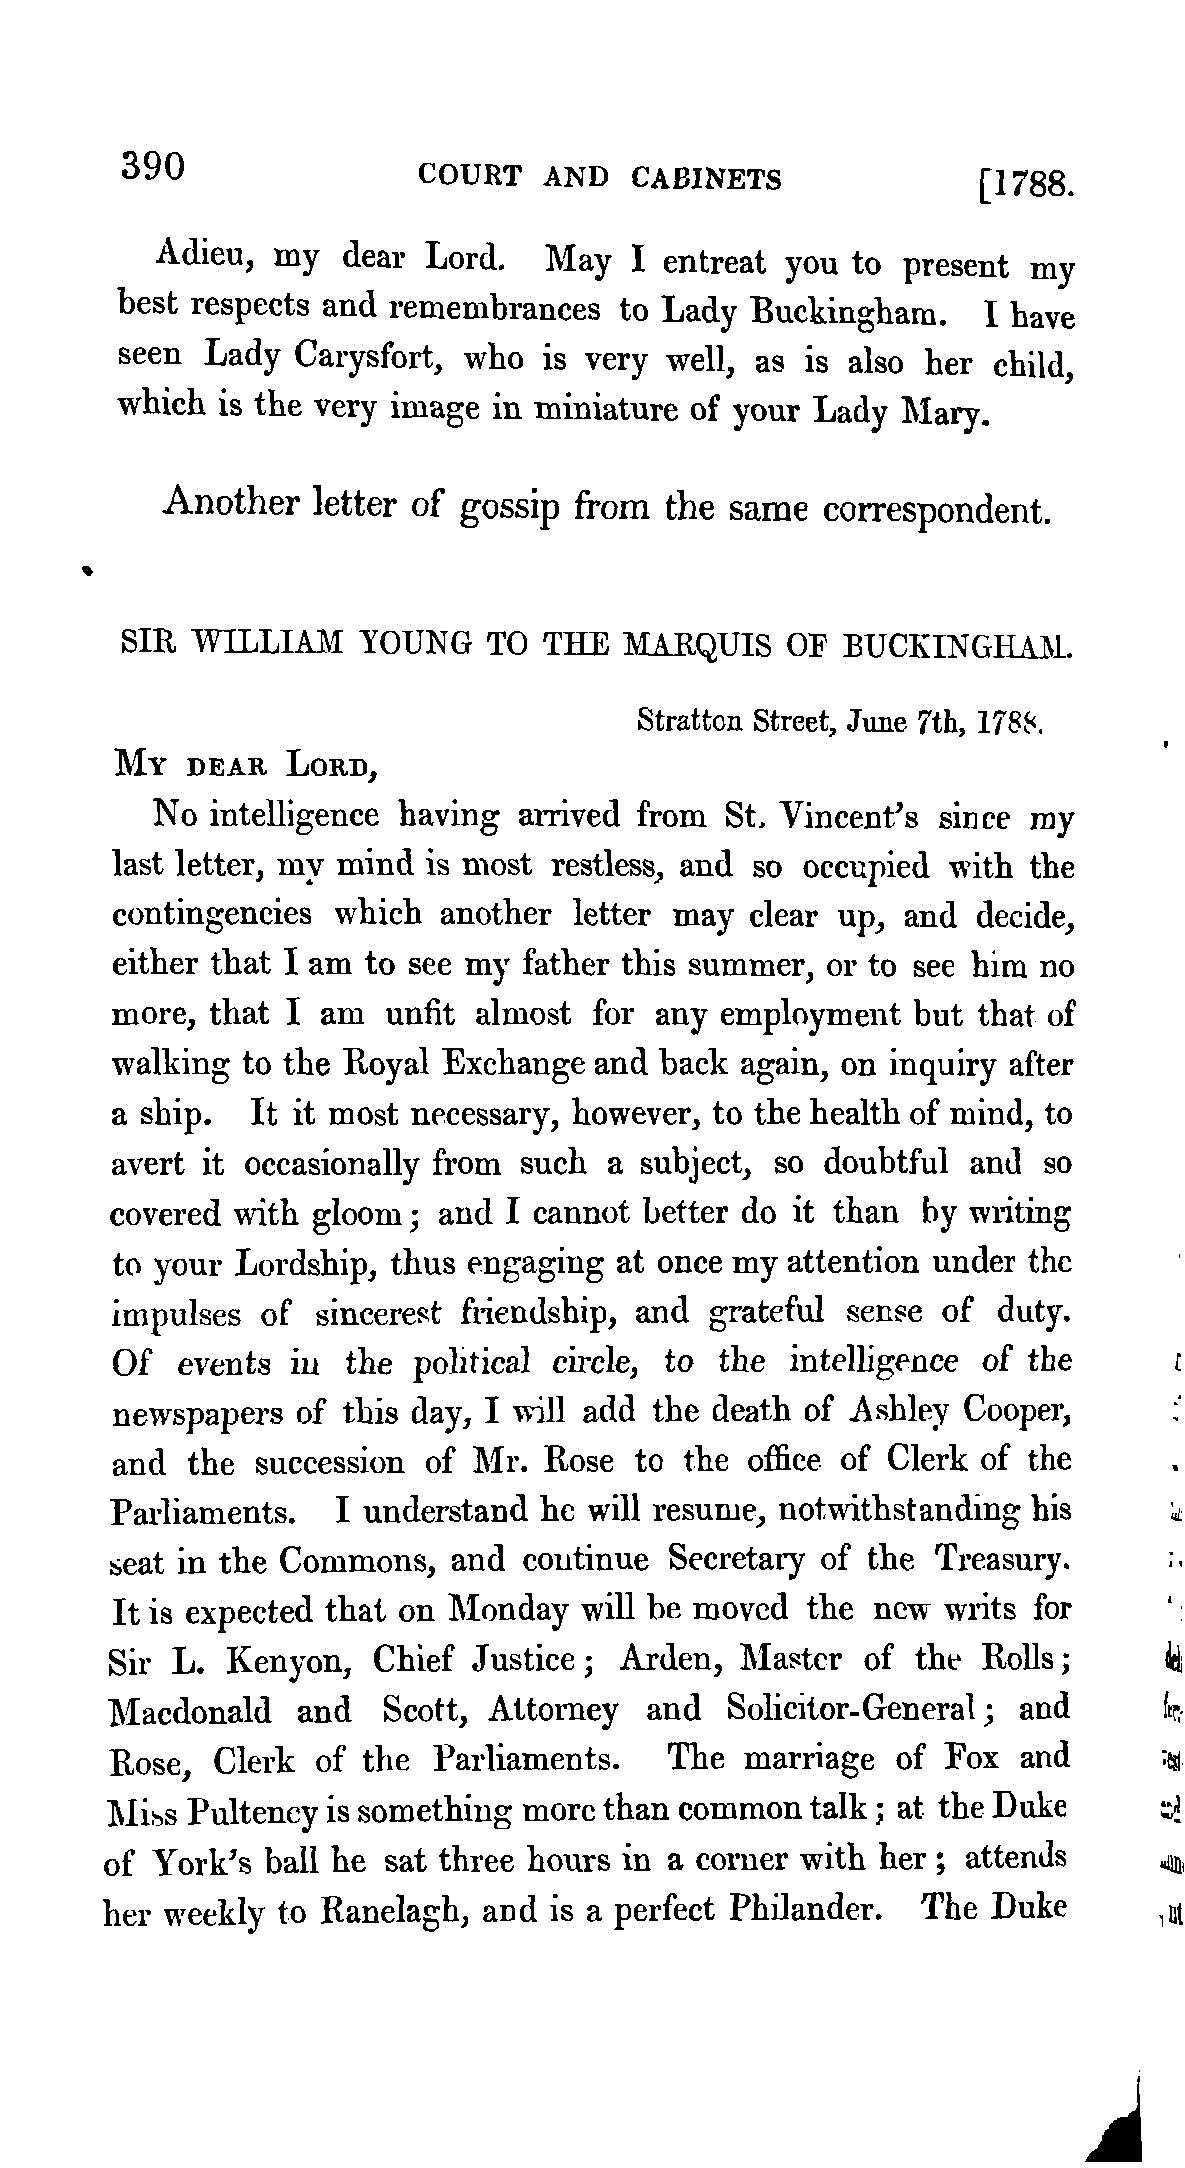 390 COURT AND CABINETS [1788.
Adieu, my dear Lord. May I entreat you to present my
best respects and remembrances to Lady Buckingham. I have
seen Lady Carysfort, who is very well, as is also her child,
which is the very image in miniature of your Lady Mary.
Another letter of gossip from the same correspondent.
SIR WILLIAM YOUNG TO THE MARQUIS OF BUCKINGHAM.
Stratton Street, June 7th, 1788.
MY DEAR LORD,
No intelligence having arrived from St. Vincent's since my
last letter, my mind is most restless, and so occupied with the
contingencies which another letter may clear up, and decide,
either that I am to see my father this summer, or to see him no
more, that I am unfit almost for any employment but that of
walking to the Royal Exchange and back again, on inquiry after
a ship. It it most necessary, however, to the health of mind, to
avert it occasionally from such a subject, so doubtful and so
covered with gloom; and I cannot better do it than by writing
to your Lordship, thus engaging at once my attention under the
impulses of sincerest friendship, and grateful sense of duty.
Of events in the political circle, to the intelligence of the
newspapers of this day, I will add the death of Ashley Cooper,
and the succession of Mr. Rose to the office of Clerk of the
Parliaments. I understand he will resume, notwithstanding his
seat in the Commons, and continue Secretary of the Treasury.
It is expected that on Monday will be moved the new writs for
Sir L. Kenyon, Chief Justice; Arden, Master of the Rolls;
Macdonald and Scott, Attorney and Solicitor-General; and
Rose, Clerk of the Parliaments. The marriage of Fox and
Miss Pulteney is something more than common talk; at the Duke
of York's ball he sat three hours in a corner with her; attends
her weekly to Ranelagh, and is a perfect Philander. The Duke